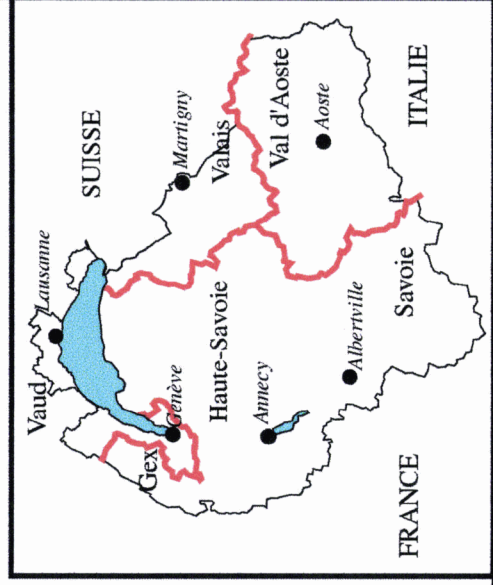 SUISSE
Lausanne
Vaud
Martigny
Valais
Val d'Aoste
Aoste
Genève
Gex
Haute-Savoie
Annecy
Albertville
Savoie
ITALIE
FRANCE